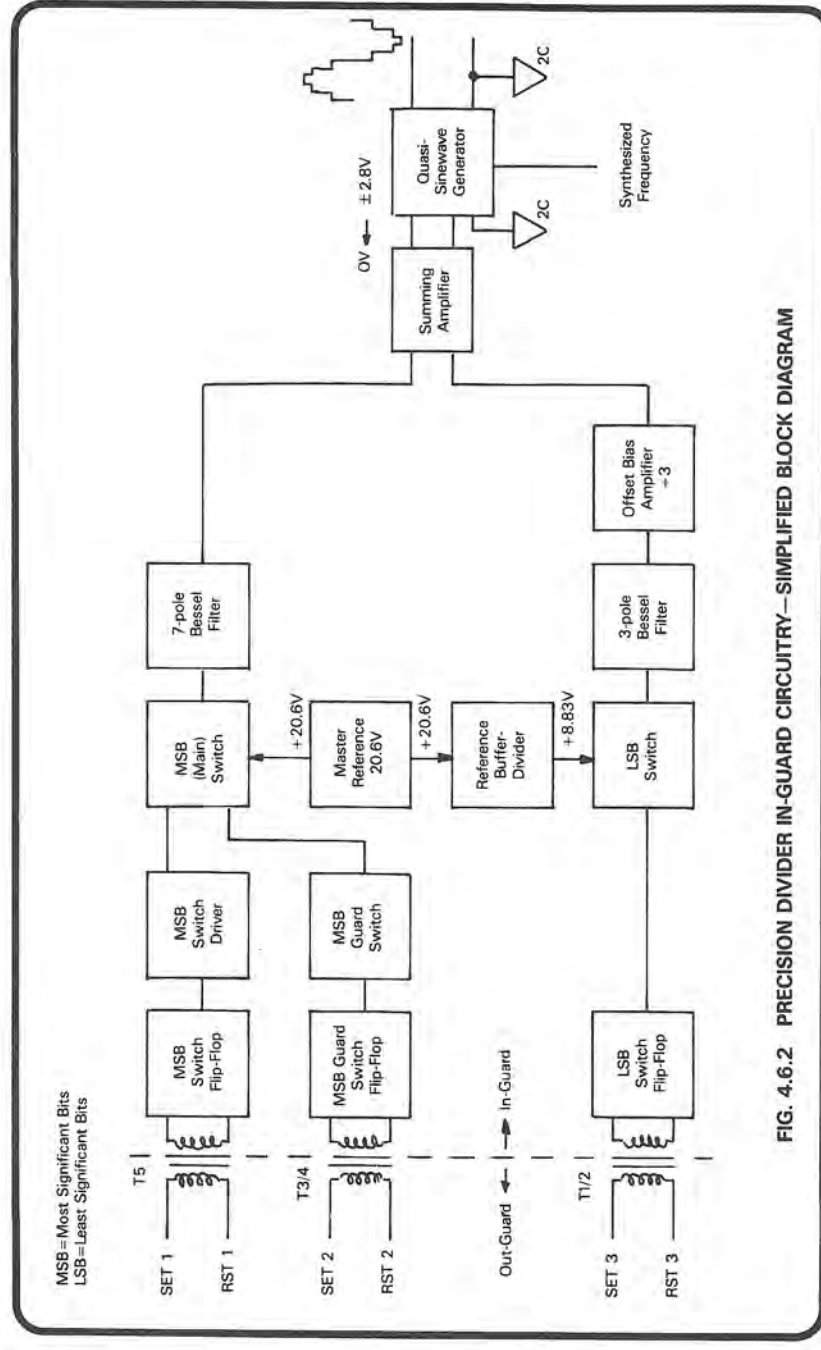 MSB=Most Significant Bits
LSB=Least Significant Bits
SET 1
RST 1
T5
MSB
Switch
Flip-Flop
MSB
Switch
Driver
MSB
(Main)
Switch
7-pole
Bessel
Filter
SET 2
RST 2
T3/4
MSB Guard
Switch
Flip-Flop
MSB
Guard
Switch
+20.6V
Master
Reference
20.6V
+20.6V
Reference
Buffer-
Divider
+8.83V
Out-Guard
In-Guard
SET 3
RST 3
T1/2
LSB
Switch
Flip-Flop
LSB
Switch
3-pole
Bessel
Filter
Offset Bias
Amplifier
÷3
Summing
Amplifier
OV
±2.8V
Quasi-
Sinewave
Generator
2C
2C
Synthesized
Frequency
FIG. 4.6.2 PRECISION DIVIDER IN-GUARD CIRCUITRY—SIMPLIFIED BLOCK DIAGRAM